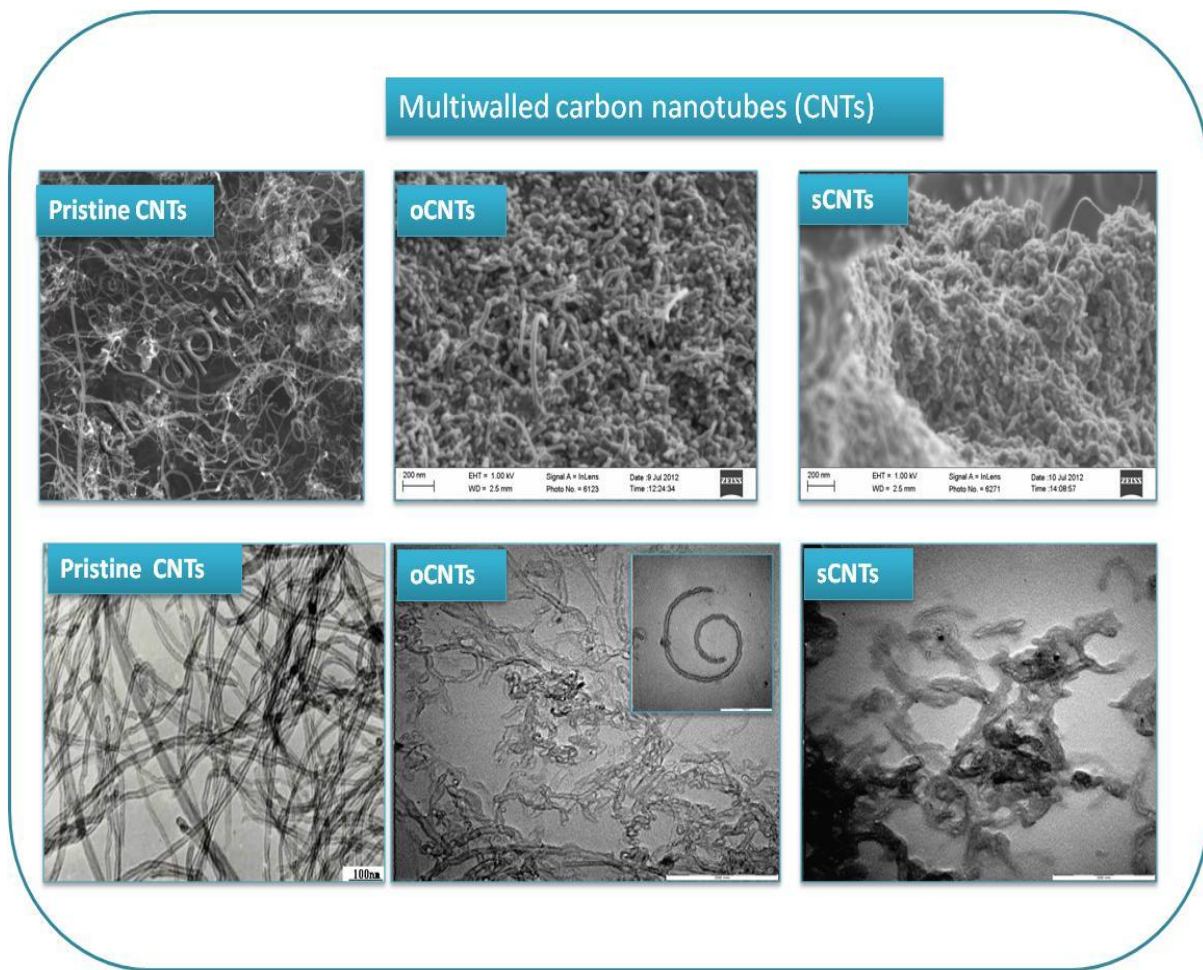 Multiwalled carbon nanotubes (CNTs)
Pristine CNTs
oCNTs
sCNTs
200 nm
EHT = 1.00 kV
WD = 2.5 mm
Signal A = InLens
Photo No. = 6123
Date :9 Jul 2012
Time :12:24:34
ZEISS
200 nm
EHT = 1.00 kV
WD = 2.5 mm
Signal A = InLens
Photo No. = 6271
Date :10 Jul 2012
Time :14:08:57
ZEISS
Pristine CNTs
oCNTs
sCNTs
100nm